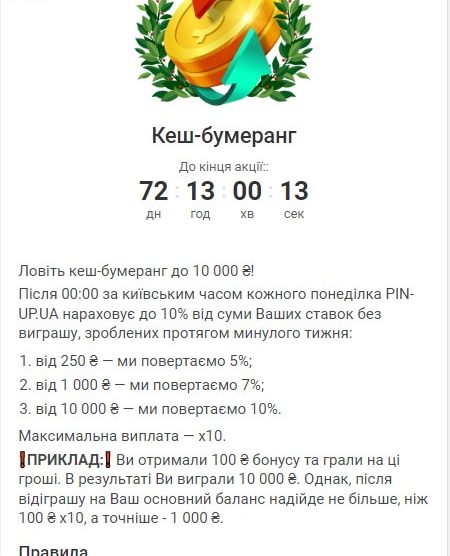 Кеш-бумеранг
До кінця акції::
72 : 13 : 00 : 13
дн год хв сек
Ловіть кеш-бумеранг до 10 000 ₴!
Після 00:00 за київським часом кожного понеділка PIN-
UP.UA нараховує до 10% від суми Ваших ставок без
виграшу, зроблених протягом минулого тижня:
1. від 250 ₴ — ми повертаємо 5%;
2. від 1 000 ₴ — ми повертаємо 7%;
3. від 10 000 ₴ — ми повертаємо 10%.
Максимальна виплата — x10.
❗ПРИКЛАД:❗ Ви отримали 100 ₴ бонусу та грали на ці
гроші. В результаті Ви виграли 10 000 ₴. Однак, після
відіграшу на Ваш основний баланс надійде не більше, ніж
100 ₴ x10, а точніше - 1 000 ₴.
Правила